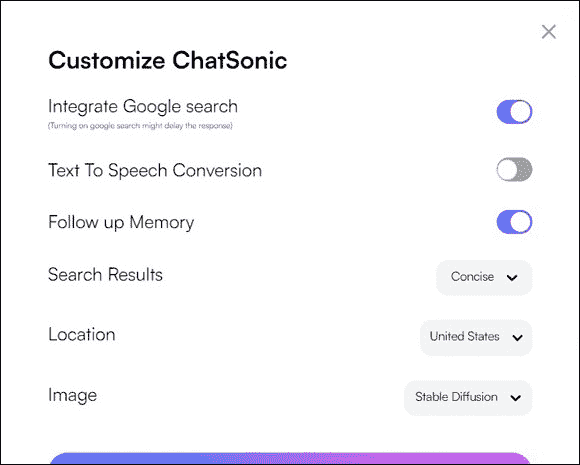 Customize ChatSonic
Integrate Google search
(Turning on google search might delay the response)
Text To Speech Conversion
Follow up Memory
Search Results
Concise
Location
United States
Image
Stable Diffusion